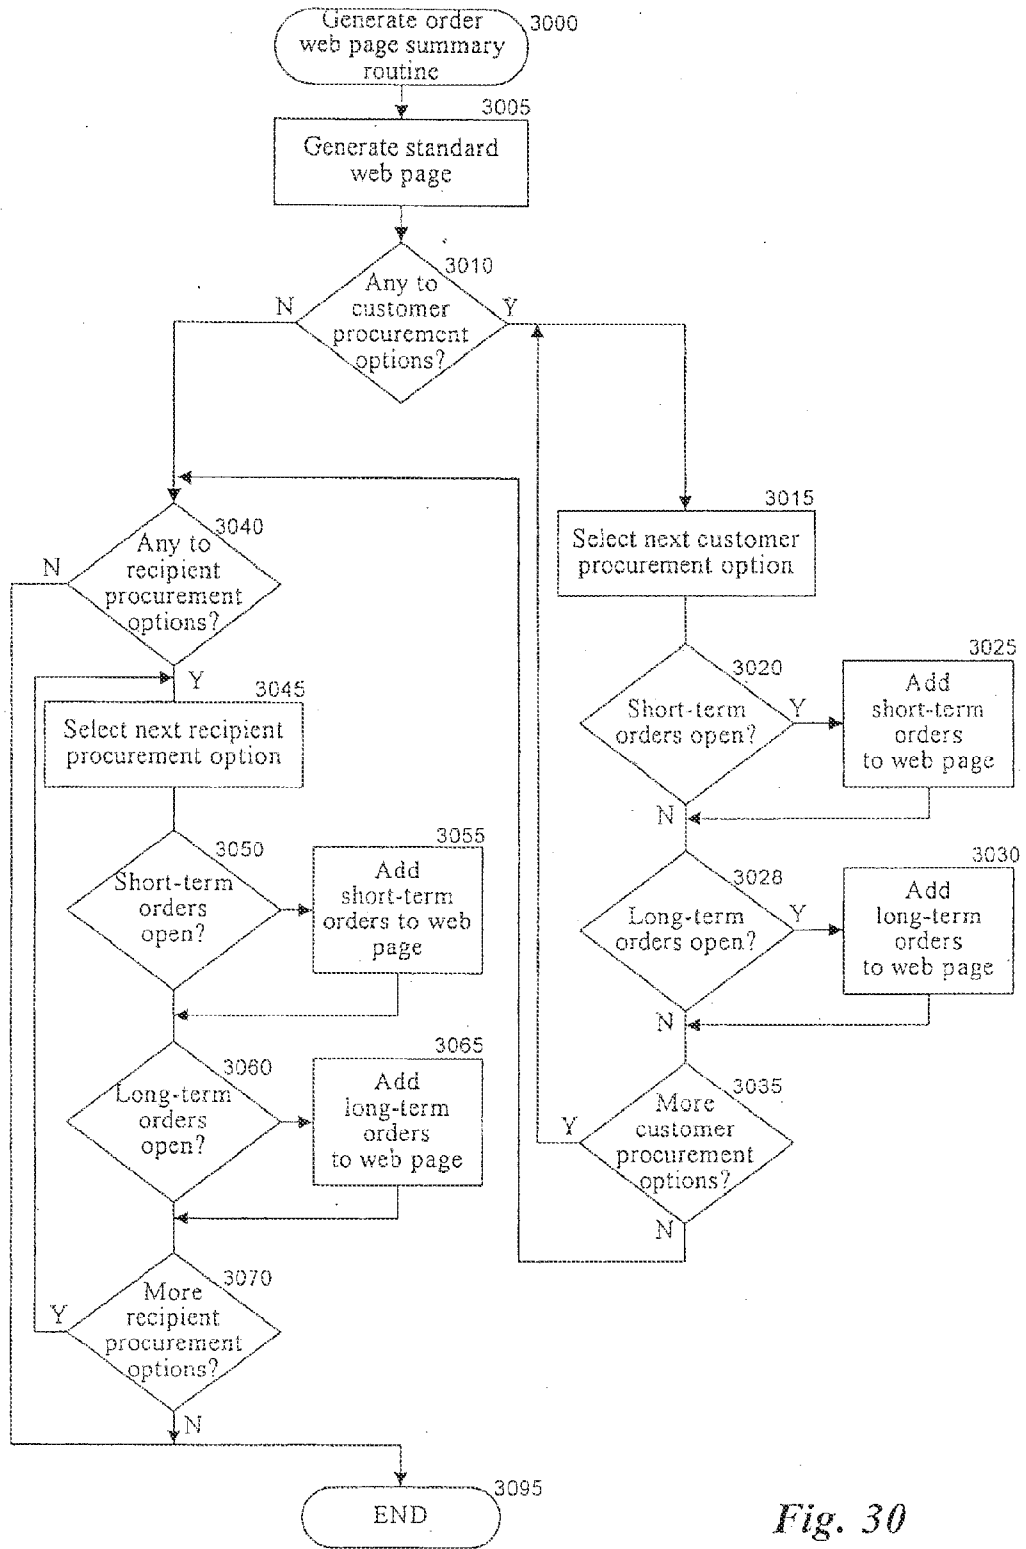 Generate order
web page summary
routine
3000
3005
Generate standard
web page
3010
Any to
customer
procurement
options?
N
Y
3015
Select next customer
procurement option
3040
Any to
recipient
procurement
options?
N
Y
3020
Short-term
orders open?
Y
N
3025
Add
short-term
orders
to web page
3045
Select next recipient
procurement option
3028
Long-term
orders open?
Y
N
3030
Add
long-term
orders
to web page
3050
Short-term
orders
open?
3055
Add
short-term
orders to web
page
3035
More
customer
procurement
options?
Y
N
3060
Long-term
orders
open?
3065
Add
long-term
orders
to web page
3070
More
recipient
procurement
options?
Y
N
3095
END
Fig. 30